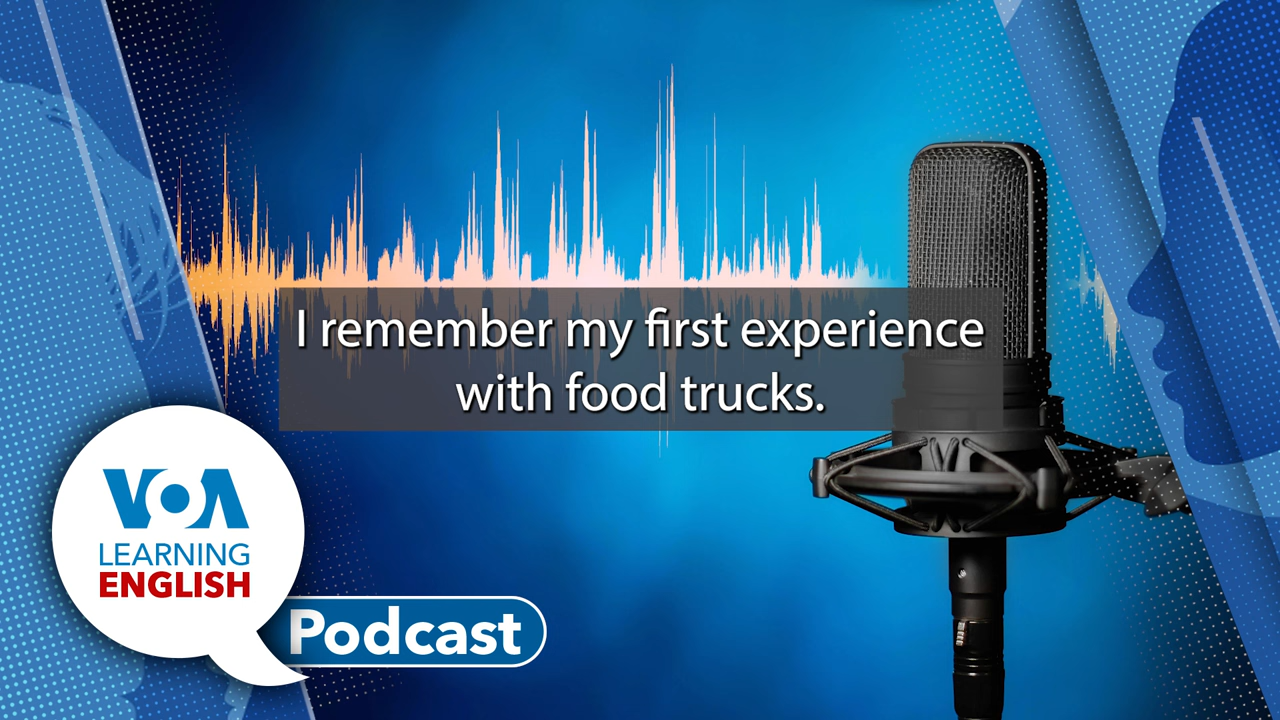 I remember my first experience
with food trucks.
VOA
LEARNING
ENGLISH
Podcast